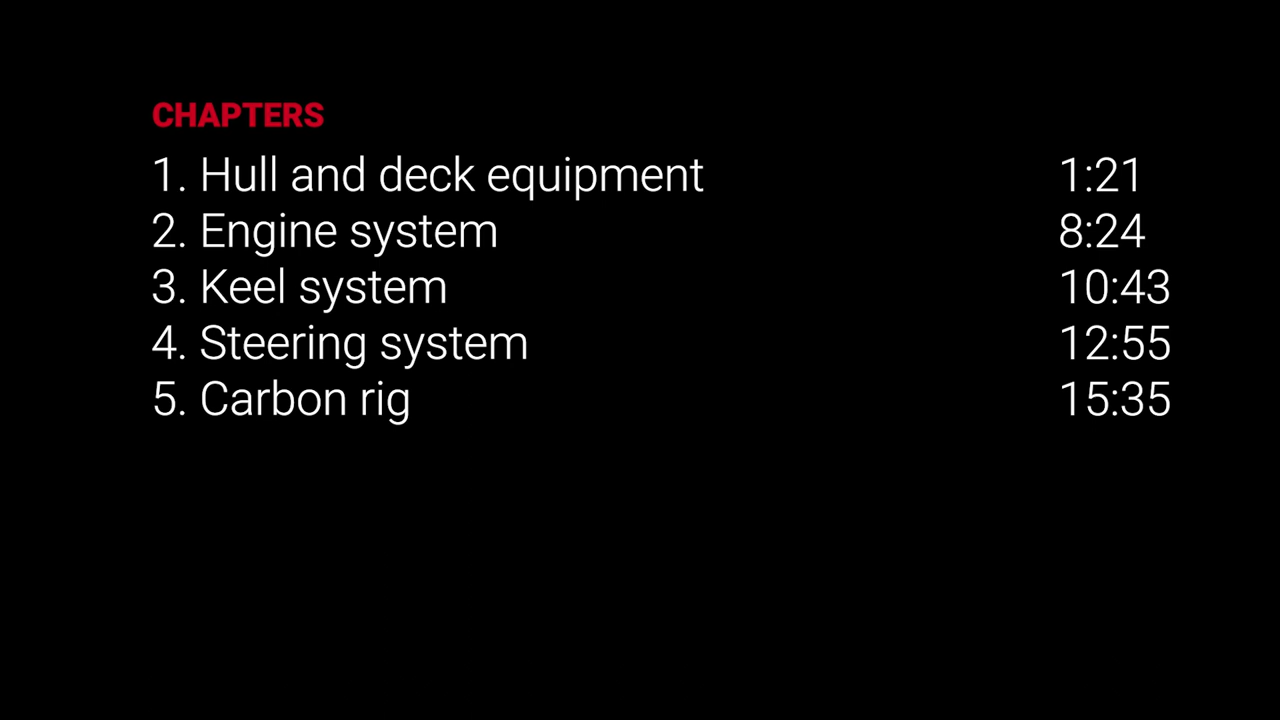 CHAPTERS
1. Hull and deck equipment 1:21
2. Engine system 8:24
3. Keel system 10:43
4. Steering system 12:55
5. Carbon rig 15:35